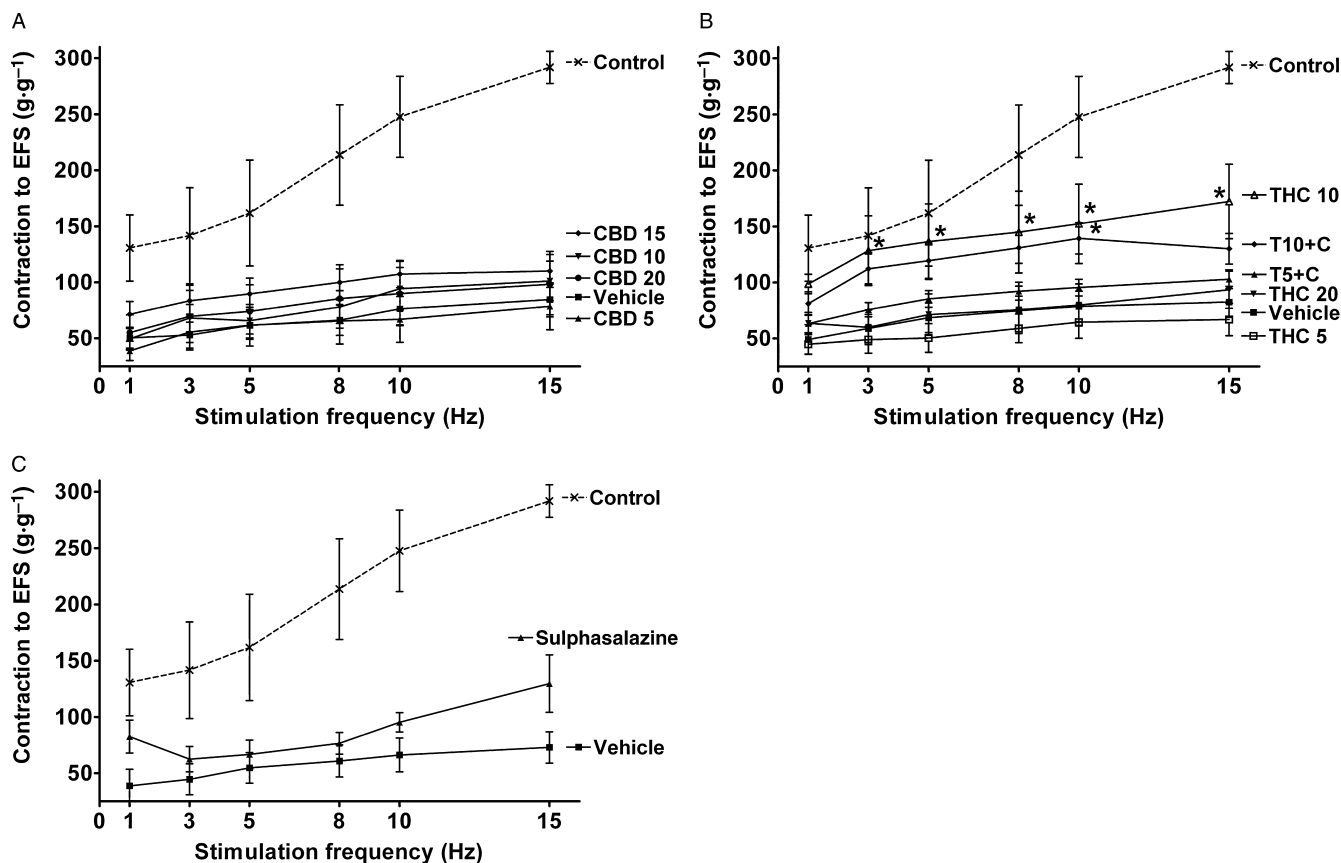 A
Contraction to EFS (g·g⁻¹)
300
250
200
150
100
50
0 1 3 5 8 10 15
Stimulation frequency (Hz)
Control
CBD 15
CBD 10
CBD 20
Vehicle
CBD 5
B
Contraction to EFS (g·g⁻¹)
300
250
200
150
100
50
0 1 3 5 8 10 15
Stimulation frequency (Hz)
Control
THC 10
T10+C
T5+C
THC 20
Vehicle
THC 5
* * * * * *
C
Contraction to EFS (g·g⁻¹)
300
250
200
150
100
50
0 1 3 5 8 10 15
Stimulation frequency (Hz)
Control
Sulphasalazine
Vehicle